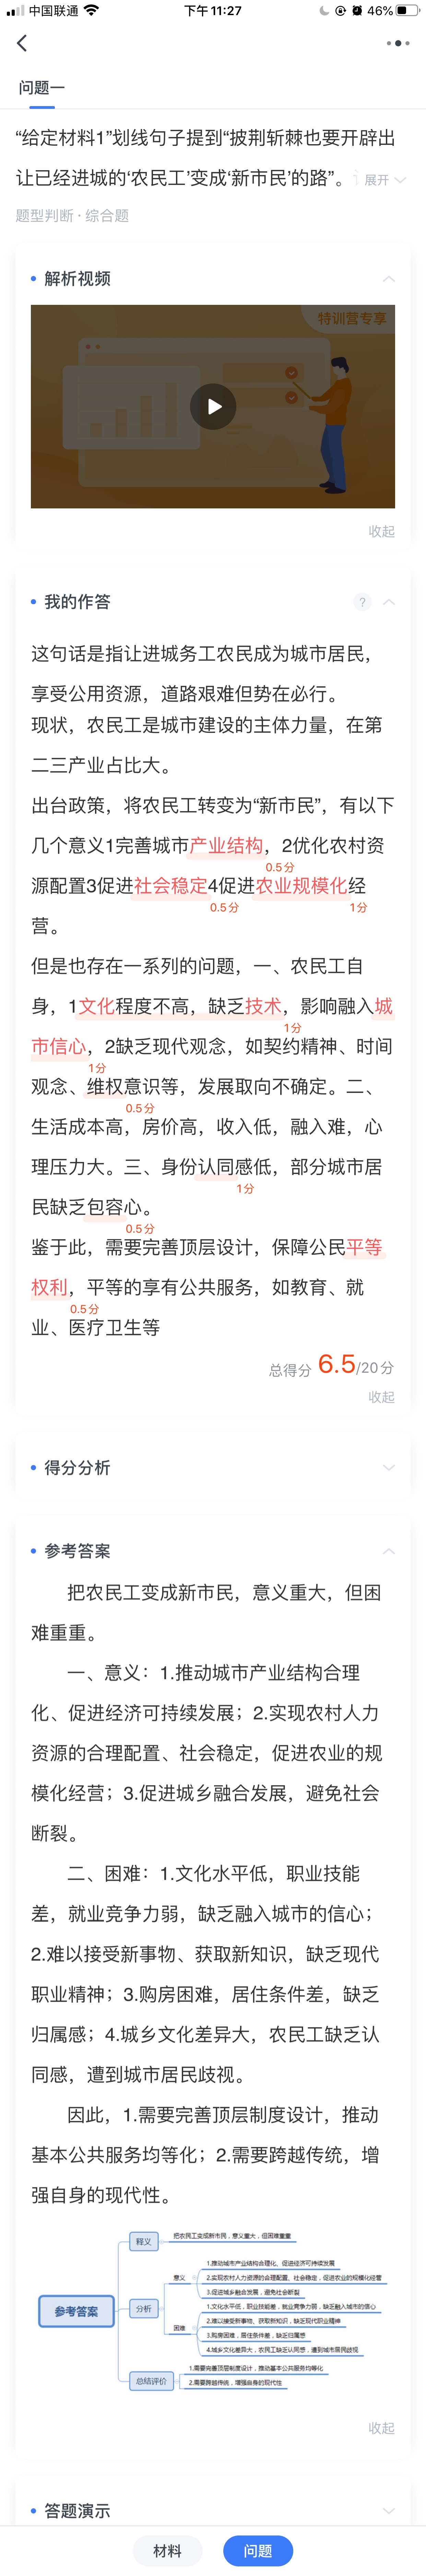 中国联通
下午11:27
46%
问题一
“给定材料1”划线句子提到“披荆斩棘也要开辟出
让已经进城的‘农民工’变成‘新市民’的路”。
展开
题型判断 · 综合题
解析视频
特训营专享
收起
我的作答
?
这句话是指让进城务工农民成为城市居民，
享受公用资源，道路艰难但势在必行。
现状，农民工是城市建设的主体力量，在第
二三产业占比大。
出台政策，将农民工转变为“新市民”，有以下
几个意义1完善城市产业结构，2优化农村资
0.5分
源配置3促进社会稳定4促进农业规模化经
0.5分
1分
营。
但是也存在一系列的问题，一、农民工自
身，1文化程度不高，缺乏技术，影响融入城
1分
市信心，2缺乏现代观念，如契约精神、时间
1分
观念、维权意识等，发展取向不确定。二、
0.5分
生活成本高，房价高，收入低，融入难，心
理压力大。三、身份认同感低，部分城市居
1分
民缺乏包容心。
0.5分
鉴于此，需要完善顶层设计，保障公民平等
权利，平等的享有公共服务，如教育、就
0.5分
业、医疗卫生等
总得分 6.5/20分
收起
得分分析
参考答案
把农民工变成新市民，意义重大，但困
难重重。
一、意义：1.推动城市产业结构合理
化、促进经济可持续发展；2.实现农村人力
资源的合理配置、社会稳定，促进农业的规
模化经营；3.促进城乡融合发展，避免社会
断裂。
二、困难：1.文化水平低，职业技能
差，就业竞争力弱，缺乏融入城市的信心；
2.难以接受新事物、获取新知识，缺乏现代
职业精神；3.购房困难，居住条件差，缺乏
归属感；4.城乡文化差异大，农民工缺乏认
同感，遭到城市居民歧视。
因此，1.需要完善顶层制度设计，推动
基本公共服务均等化；2.需要跨越传统，增
强自身的现代性。
参考答案
释义
把农民工变成新市民，意义重大，但困难重重
分析
意义
1.推动城市产业结构合理化、促进经济可持续发展
2.实现农村人力资源的合理配置、社会稳定，促进农业的规模化经营
3.促进城乡融合发展，避免社会断裂
困难
1.文化水平低，职业技能差，就业竞争力弱，缺乏融入城市的信心
2.难以接受新事物、获取新知识，缺乏现代职业精神
3.购房困难，居住条件差，缺乏归属感
4.城乡文化差异大，农民工缺乏认同感，遭到城市居民歧视
总结评价
1.需要完善顶层制度设计，推动基本公共服务均等化
2.需要跨越传统，增强自身的现代性
收起
答题演示
材料
问题